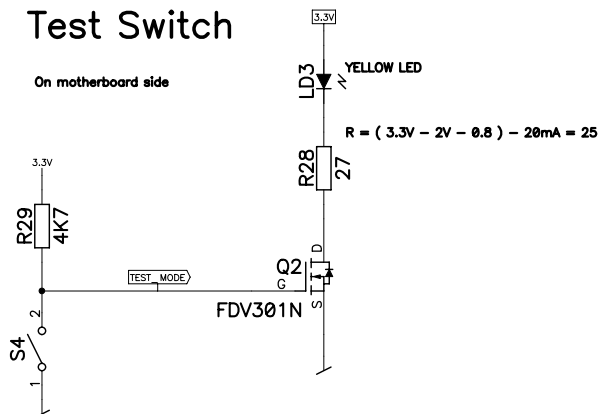 Test Switch
3.3V
On motherboard side
LD3
YELLOW LED
R = ( 3.3V - 2V - 0.8 ) - 20mA = 25
R28
27
3.3V
R29
4K7
TEST_MODE
Q2
D
G
S
FDV301N
2
S4
1